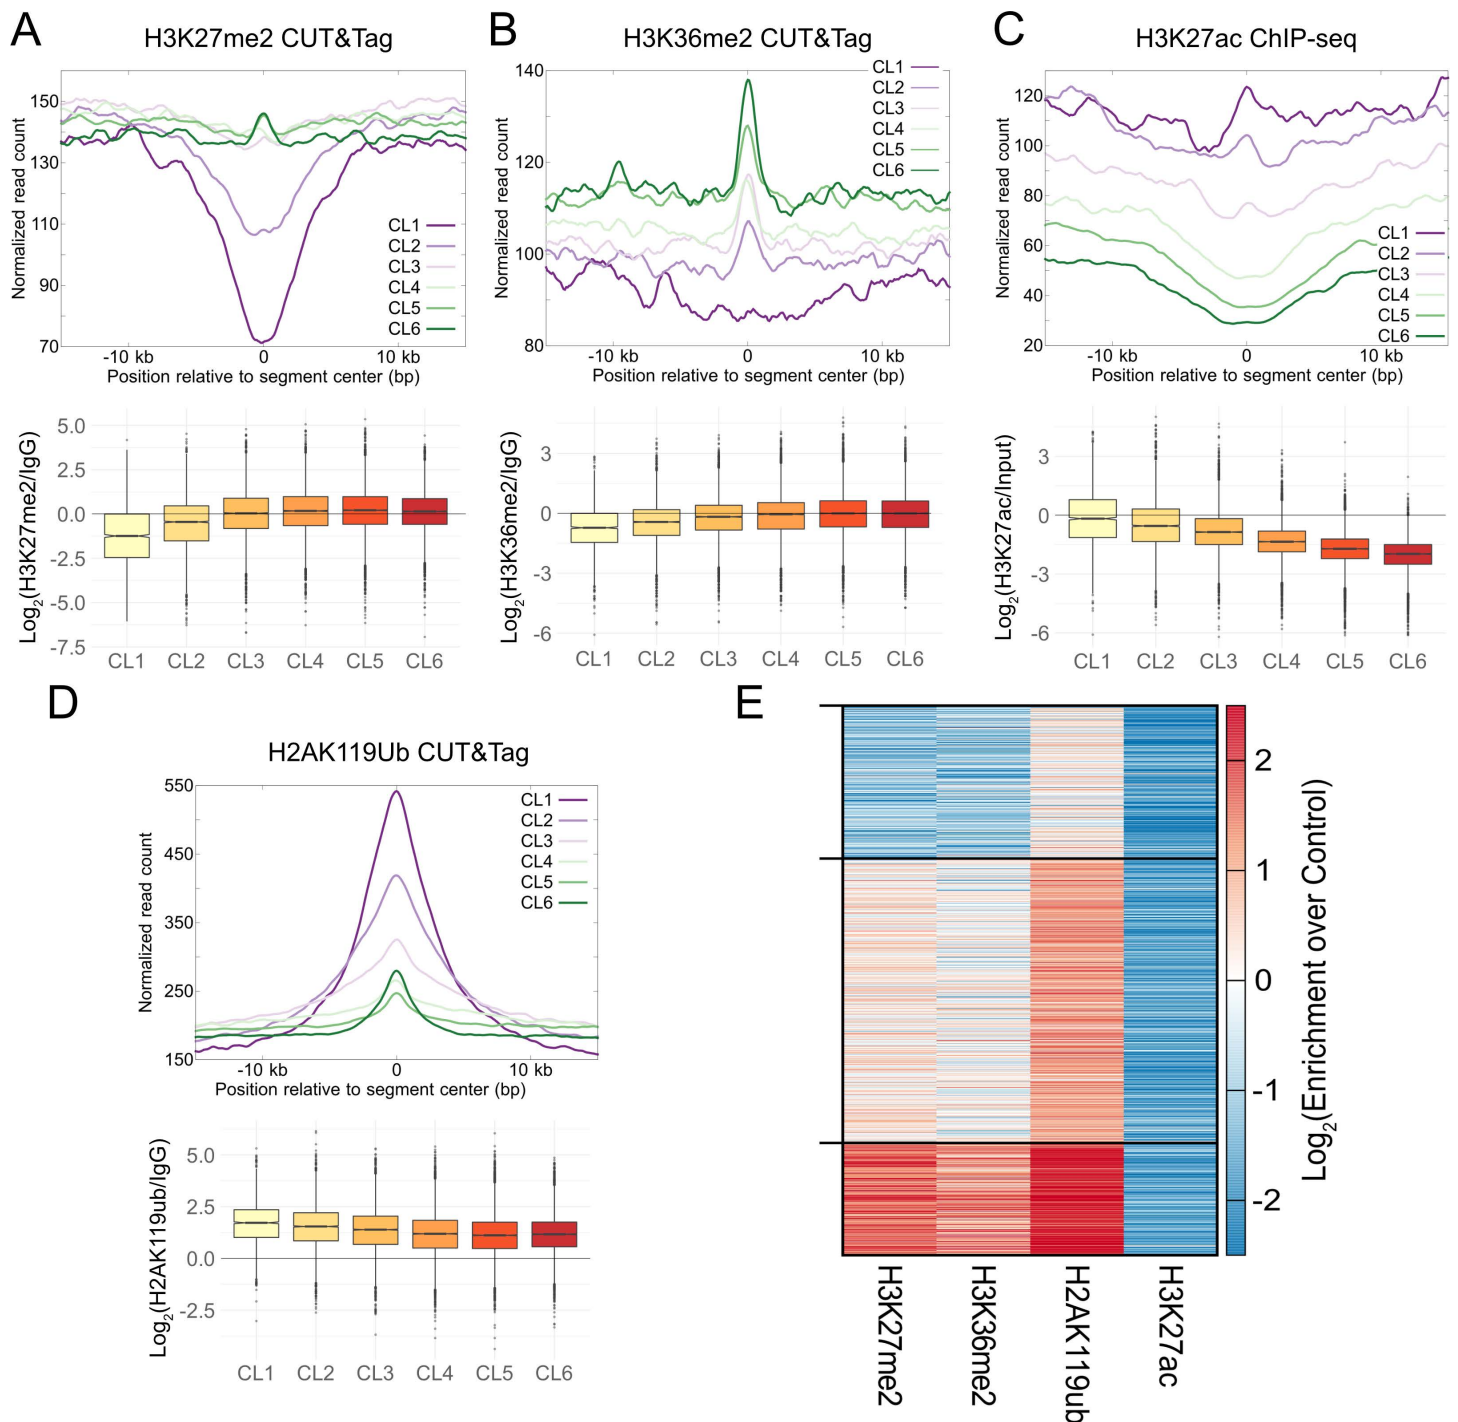 A
H3K27me2 CUT&Tag
Normalized read count
150
130
110
90
70
CL1
CL2
CL3
CL4
CL5
CL6
-10 kb
0
10 kb
Position relative to segment center (bp)
Log2(H3K27me2/IgG)
5.0
2.5
0.0
-2.5
-5.0
-7.5
CL1 CL2 CL3 CL4 CL5 CL6
B
H3K36me2 CUT&Tag
Normalized read count
140
120
100
80
CL1
CL2
CL3
CL4
CL5
CL6
-10 kb
0
10 kb
Position relative to segment center (bp)
Log2(H3K36me2/IgG)
3
0
-3
-6
CL1 CL2 CL3 CL4 CL5 CL6
C
H3K27ac ChIP-seq
Normalized read count
120
100
80
60
40
20
CL1
CL2
CL3
CL4
CL5
CL6
-10 kb
0
10 kb
Position relative to segment center (bp)
Log2(H3K27ac/Input)
3
0
-3
-6
CL1 CL2 CL3 CL4 CL5 CL6
D
H2AK119Ub CUT&Tag
Normalized read count
550
450
350
250
150
CL1
CL2
CL3
CL4
CL5
CL6
-10 kb
0
10 kb
Position relative to segment center (bp)
Log2(H2AK119ub/IgG)
5.0
2.5
0.0
-2.5
CL1 CL2 CL3 CL4 CL5 CL6
E
2
1
0
-1
-2
Log2(Enrichment over Control)
H3K27me2
H3K36me2
H2AK119ub
H3K27ac